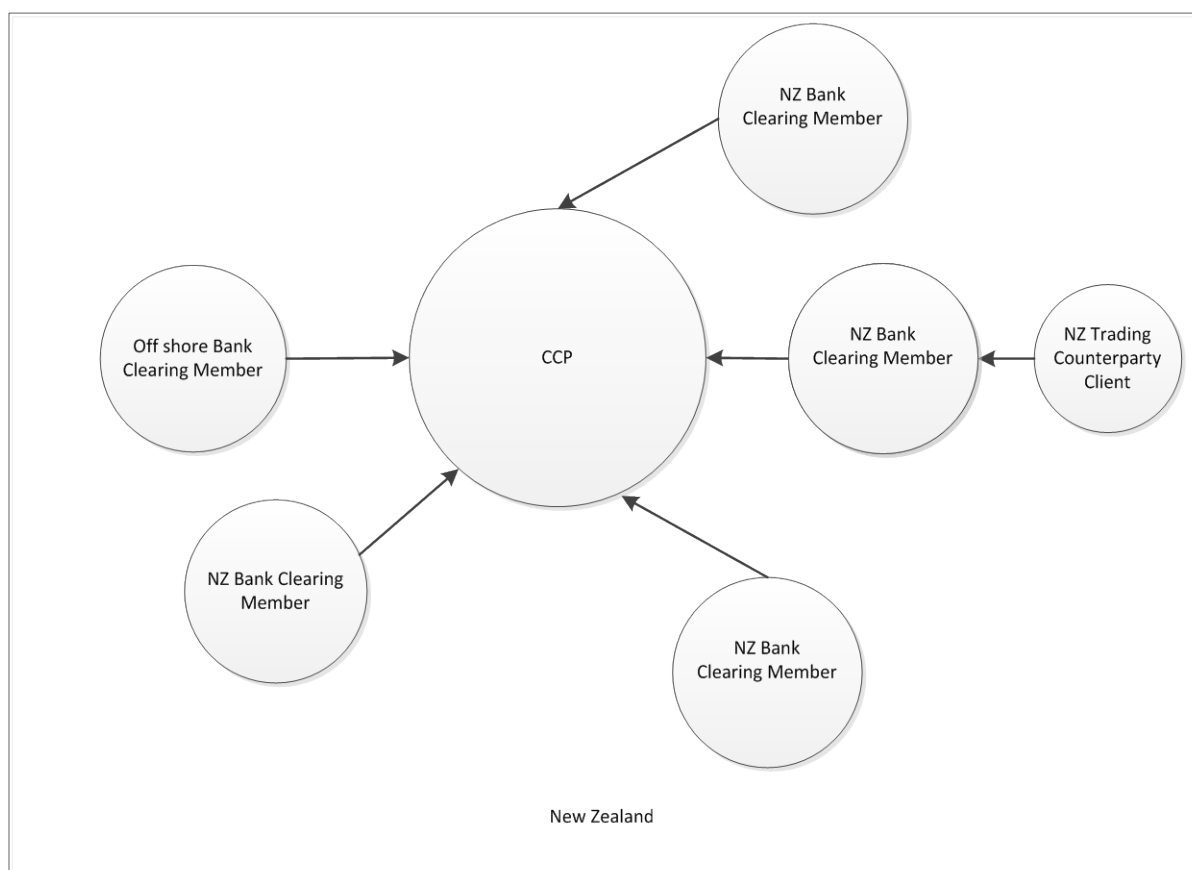 NZ Bank
Clearing Member
Off shore Bank
Clearing Member
CCP
NZ Bank
Clearing Member
NZ Trading
Counterparty
Client
NZ Bank Clearing
Member
NZ Bank
Clearing Member
New Zealand